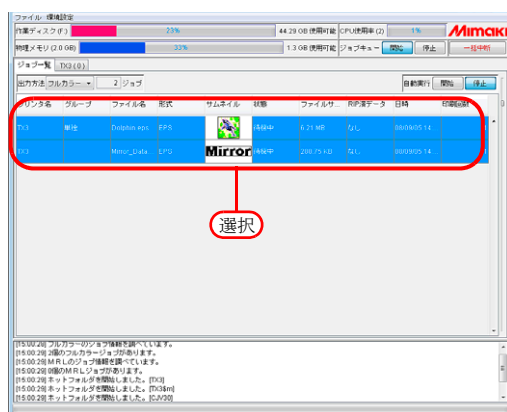 ファイル 環境設定
作業ディスク(F:) 23% 44.29 GB 使用可能 CPU使用率 (2) 1% Mimaki
物理メモリ (2.0 GB) 33% 1.3 GB 使用可能 ジョブキュー 開始 停止 一括中断
ジョブ一覧 TX3 ( 0 )
出力方法 フルカラー 2 ジョブ 自動実行 開始 停止
プリンタ名 グループ ファイル名 形式 サムネイル 状態 ファイルサ... RIP済データ 日時 印刷回数
TX3 単独 Dolphin.eps EPS 待機中 6.21 MB なし 08/09/05 14...
TX3 Mirror_Data... EPS Mirror 待機中 200.75 KB なし 08/09/05 14...
選択
[15:00:29] フルカラーのジョブ情報を調べています。
[15:00:29] 2個のフルカラージョブがあります。
[15:00:29] MRLのジョブ情報を調べています。
[15:00:29] 0個のMRLジョブがあります。
[15:00:29] ホットフォルダを開始しました。 [TX3]
[15:00:29] ホットフォルダを開始しました。 [TX3$m]
[15:00:29] ホットフォルダを開始しました。 [CJV30]